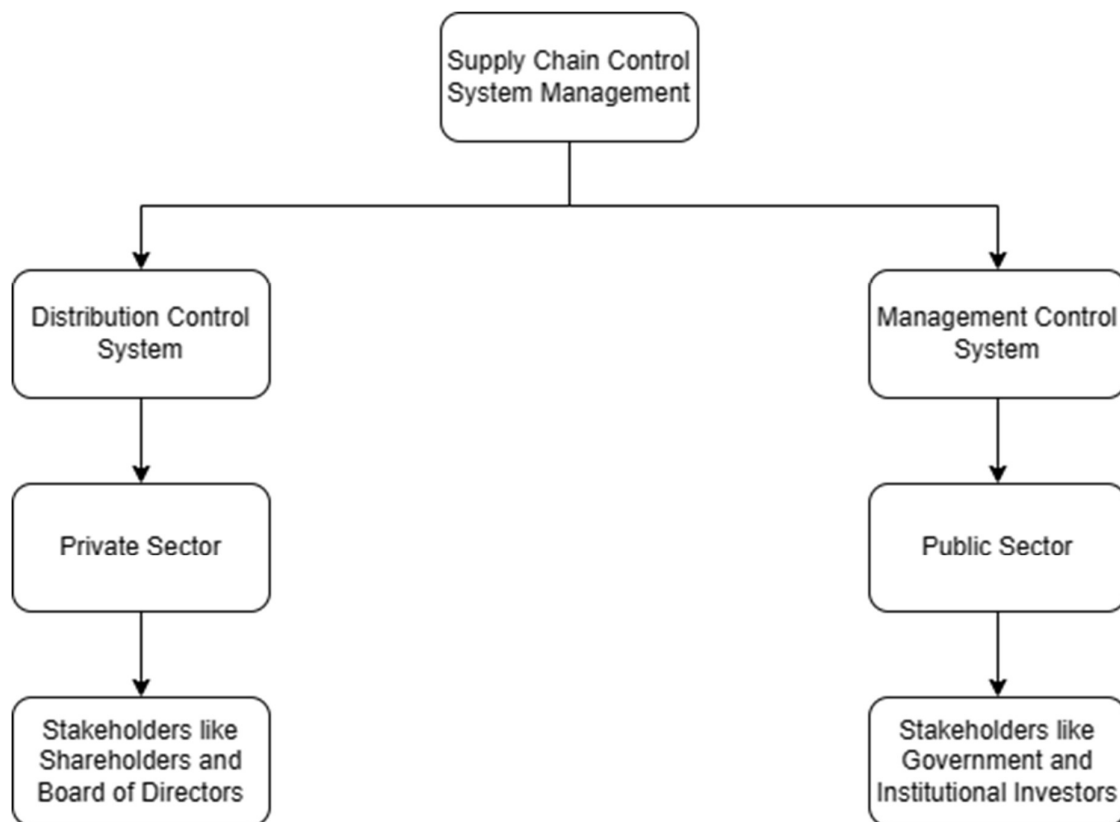 Supply Chain Control
System Management
Distribution Control
System
Management Control
System
Private Sector
Public Sector
Stakeholders like
Shareholders and
Board of Directors
Stakeholders like
Government and
Institutional Investors